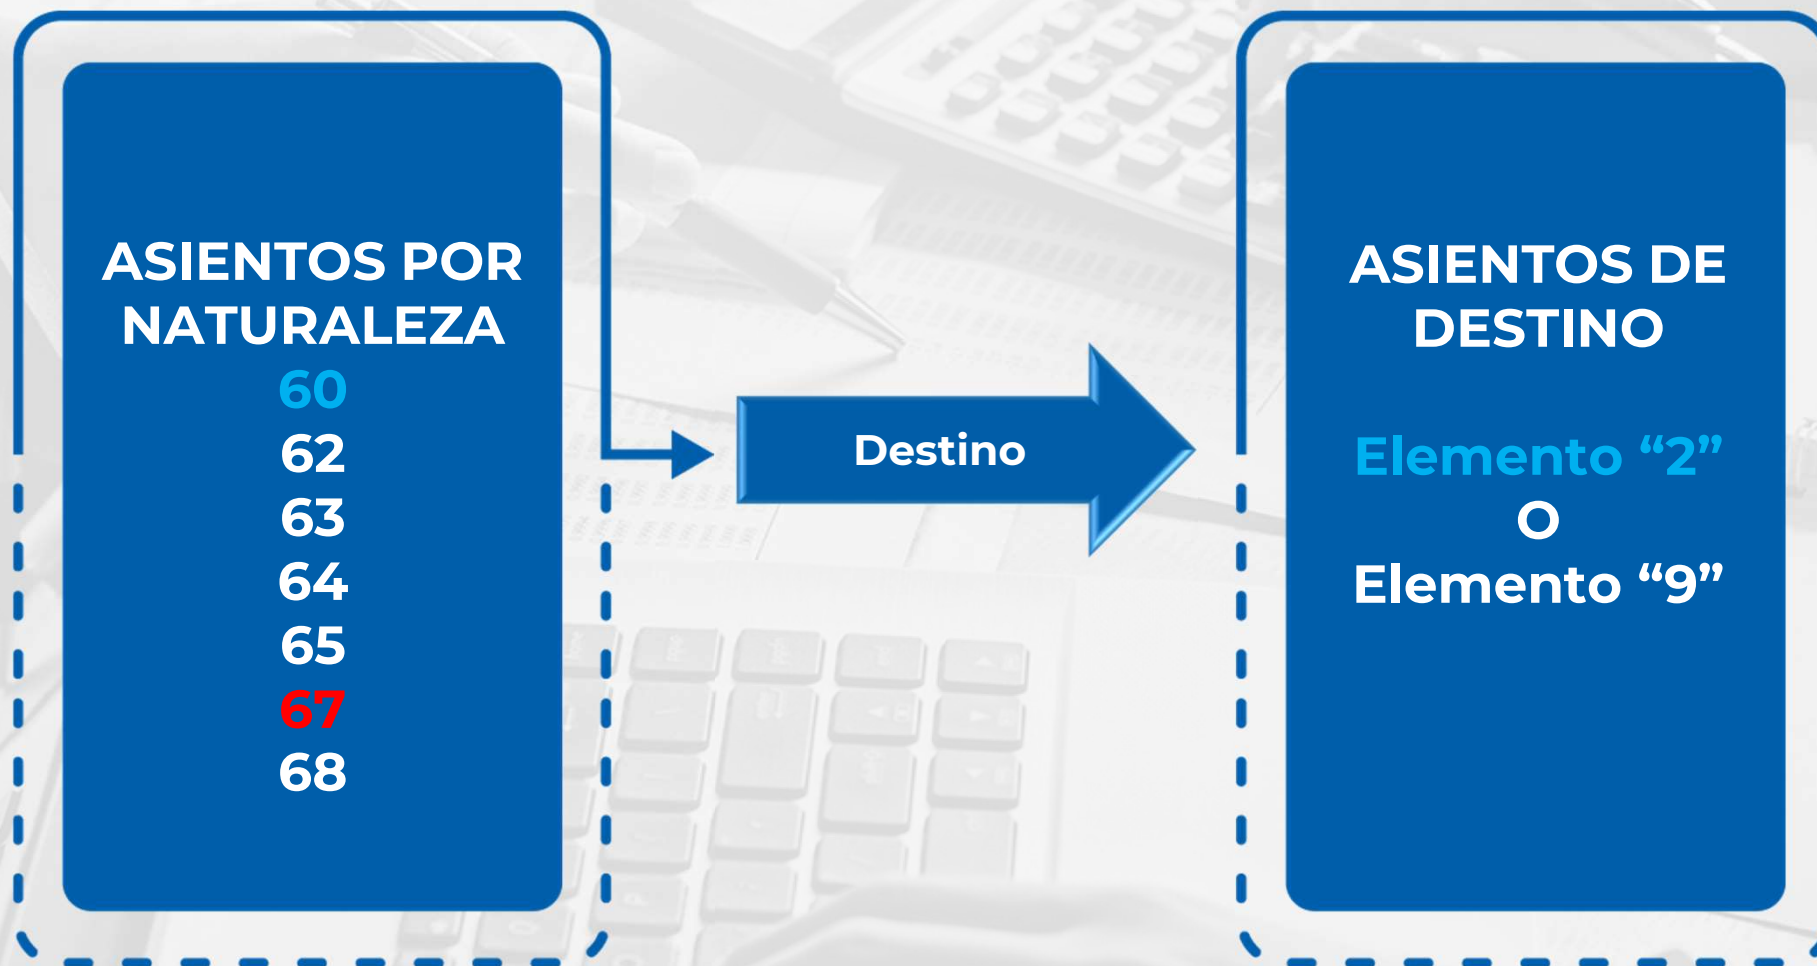 ASIENTOS POR
NATURALEZA
60
62
63
64
65
67
68
Destino
ASIENTOS DE
DESTINO
Elemento “2”
O
Elemento “9”